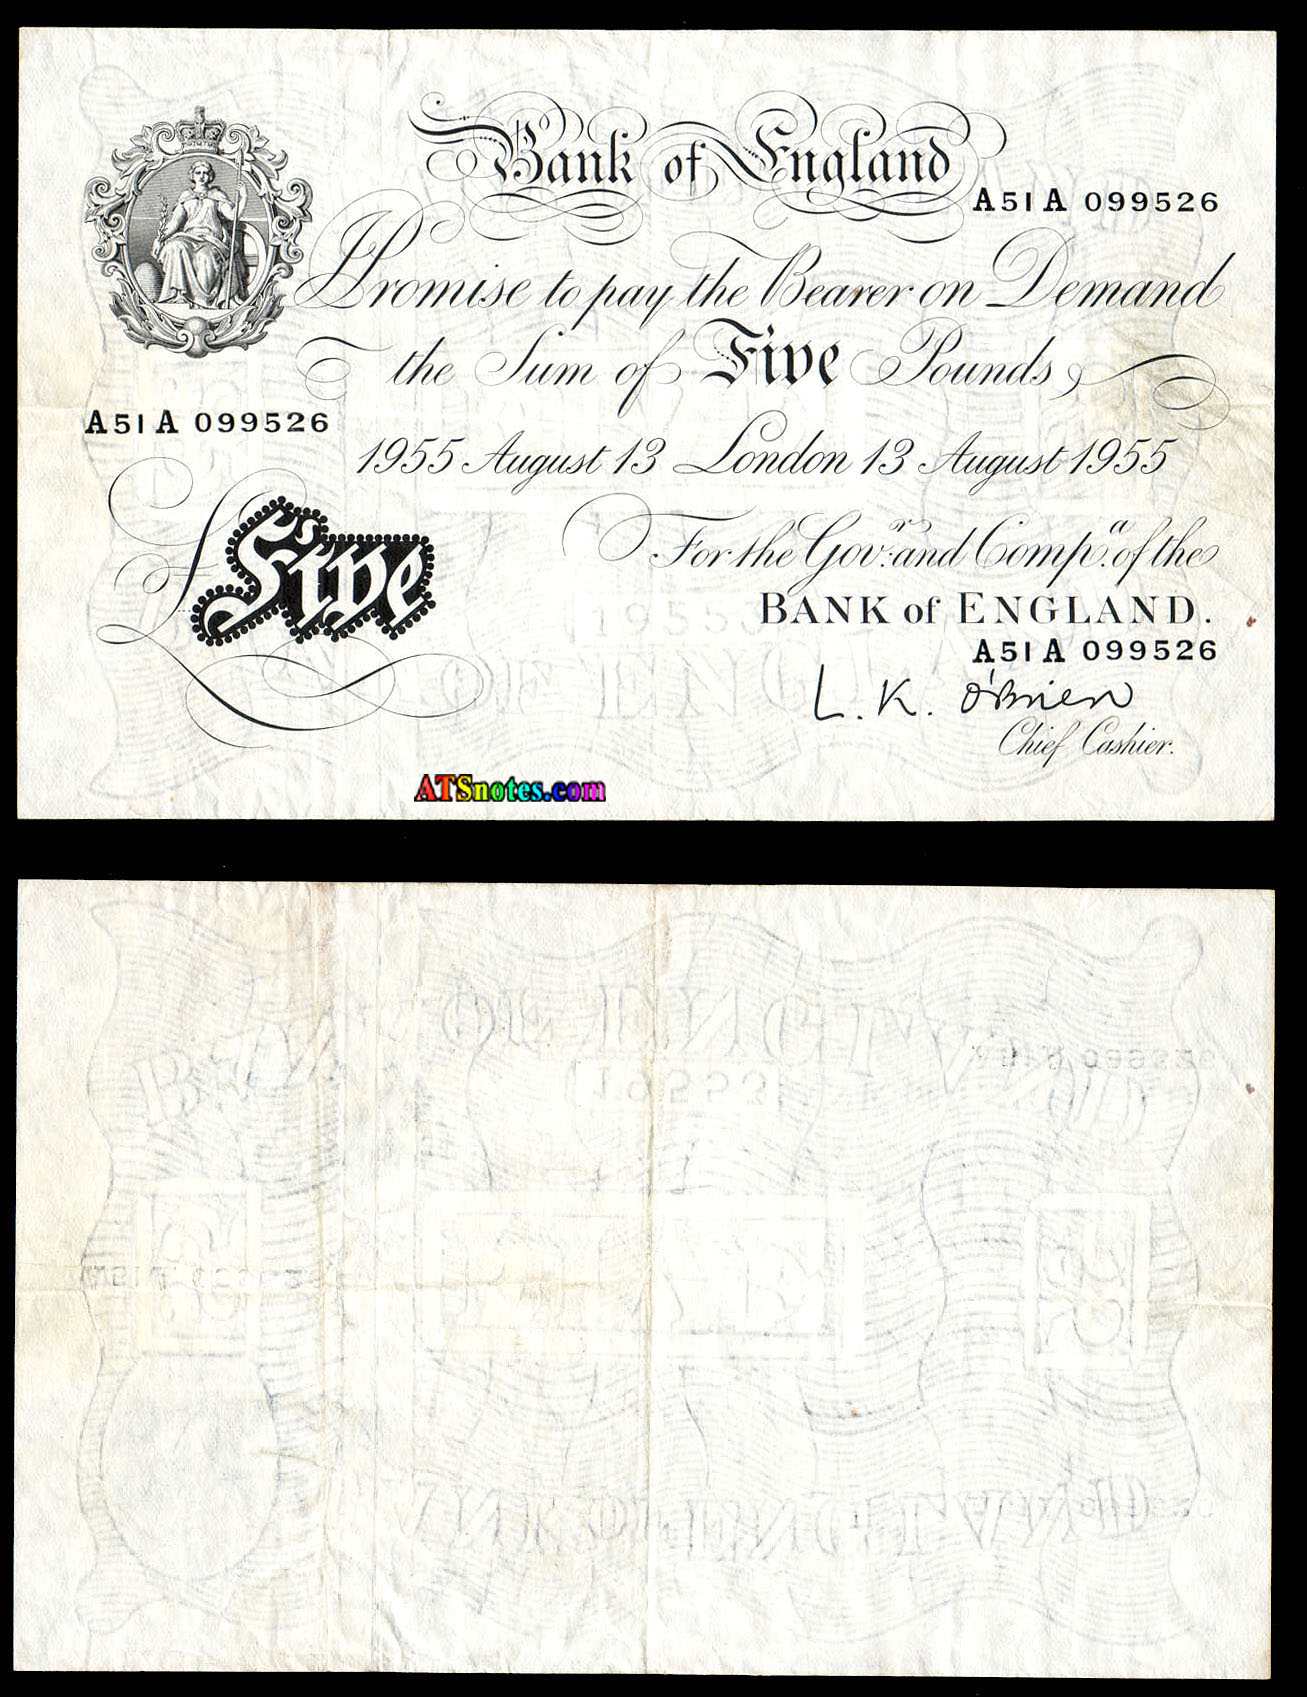 Bank of England
A51A 099526
I Promise to pay the Bearer on Demand
the Sum of Five Pounds
A51A 099526
1955 August 13 London 13 August 1955
£Five
For the Gov.r and Comp.a of the
BANK of ENGLAND.
A51A 099526
L. K. O'Brien
Chief Cashier.
ATSnotes.com